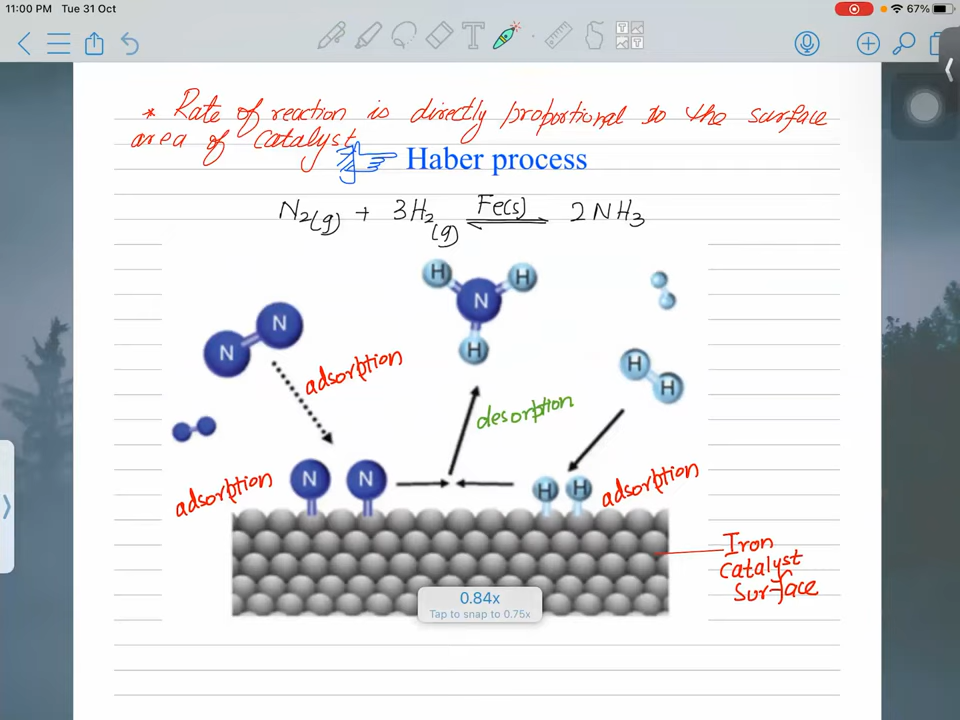 11:00 PM Tue 31 Oct
67%
* Rate of reaction is directly proportional to the surface
area of catalyst
Haber process
N2(g) + 3H2(g) Fe(s) 2NH3
H H
N
H
N N
adsorption
H H
desorption
adsorption
N N
H H
adsorption
Iron
catalyst
surface
0.84x
Tap to snap to 0.75x